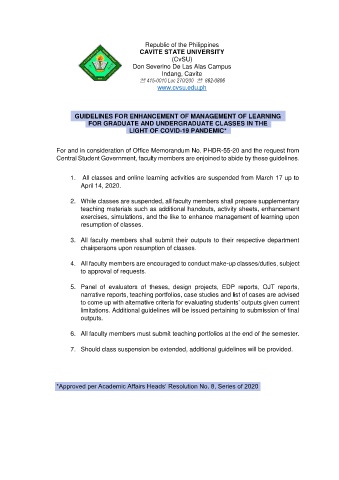 Republic of the Philippines
CAVITE STATE UNIVERSITY
(CvSU)
Don Severino De Las Alas Campus
Indang, Cavite
☏ 415-0010 Loc 210/200 ☏ 862-0806
www.cvsu.edu.ph
GUIDELINES FOR ENHANCEMENT OF MANAGEMENT OF LEARNING
FOR GRADUATE AND UNDERGRADUATE CLASSES IN THE
LIGHT OF COVID-19 PANDEMIC*
For and in consideration of Office Memorandum No. PHDR-55-20 and the request from
Central Student Government, faculty members are enjoined to abide by these guidelines.
1. All classes and online learning activities are suspended from March 17 up to
April 14, 2020.
2. While classes are suspended, all faculty members shall prepare supplementary
teaching materials such as additional handouts, activity sheets, enhancement
exercises, simulations, and the like to enhance management of learning upon
resumption of classes.
3. All faculty members shall submit their outputs to their respective department
chairpersons upon resumption of classes.
4. All faculty members are encouraged to conduct make-up classes/duties, subject
to approval of requests.
5. Panel of evaluators of theses, design projects, EDP reports, OJT reports,
narrative reports, teaching portfolios, case studies and list of cases are advised
to come up with alternative criteria for evaluating students' outputs given current
limitations. Additional guidelines will be issued pertaining to submission of final
outputs.
6. All faculty members must submit teaching portfolios at the end of the semester.
7. Should class suspension be extended, additional guidelines will be provided.
*Approved per Academic Affairs Heads' Resolution No. 8, Series of 2020